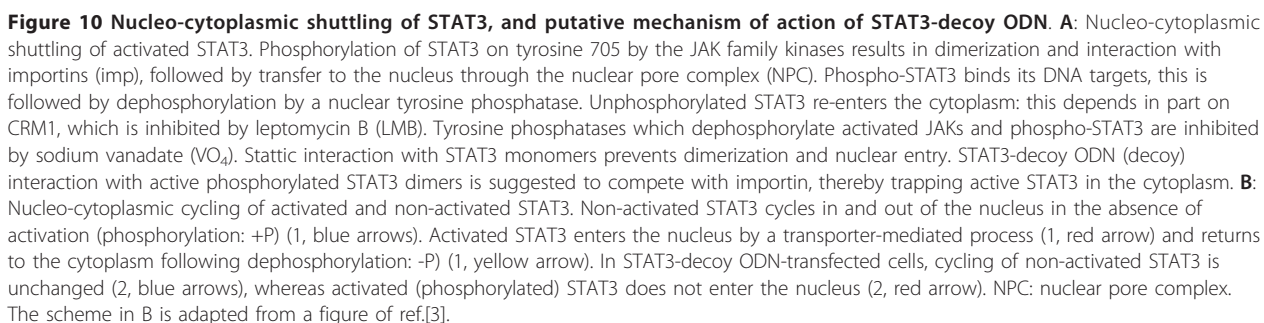 Figure 10 Nucleo-cytoplasmic shuttling of STAT3, and putative mechanism of action of STAT3-decoy ODN. A: Nucleo-cytoplasmic
shuttling of activated STAT3. Phosphorylation of STAT3 on tyrosine 705 by the JAK family kinases results in dimerization and interaction with
importins (imp), followed by transfer to the nucleus through the nuclear pore complex (NPC). Phospho-STAT3 binds its DNA targets, this is
followed by dephosphorylation by a nuclear tyrosine phosphatase. Unphosphorylated STAT3 re-enters the cytoplasm: this depends in part on
CRM1, which is inhibited by leptomycin B (LMB). Tyrosine phosphatases which dephosphorylate activated JAKs and phospho-STAT3 are inhibited
by sodium vanadate (VO₄). Stattic interaction with STAT3 monomers prevents dimerization and nuclear entry. STAT3-decoy ODN (decoy)
interaction with active phosphorylated STAT3 dimers is suggested to compete with importin, thereby trapping active STAT3 in the cytoplasm. B:
Nucleo-cytoplasmic cycling of activated and non-activated STAT3. Non-activated STAT3 cycles in and out of the nucleus in the absence of
activation (phosphorylation: +P) (1, blue arrows). Activated STAT3 enters the nucleus by a transporter-mediated process (1, red arrow) and returns
to the cytoplasm following dephosphorylation: -P) (1, yellow arrow). In STAT3-decoy ODN-transfected cells, cycling of non-activated STAT3 is
unchanged (2, blue arrows), whereas activated (phosphorylated) STAT3 does not enter the nucleus (2, red arrow). NPC: nuclear pore complex.
The scheme in B is adapted from a figure of ref.[3].